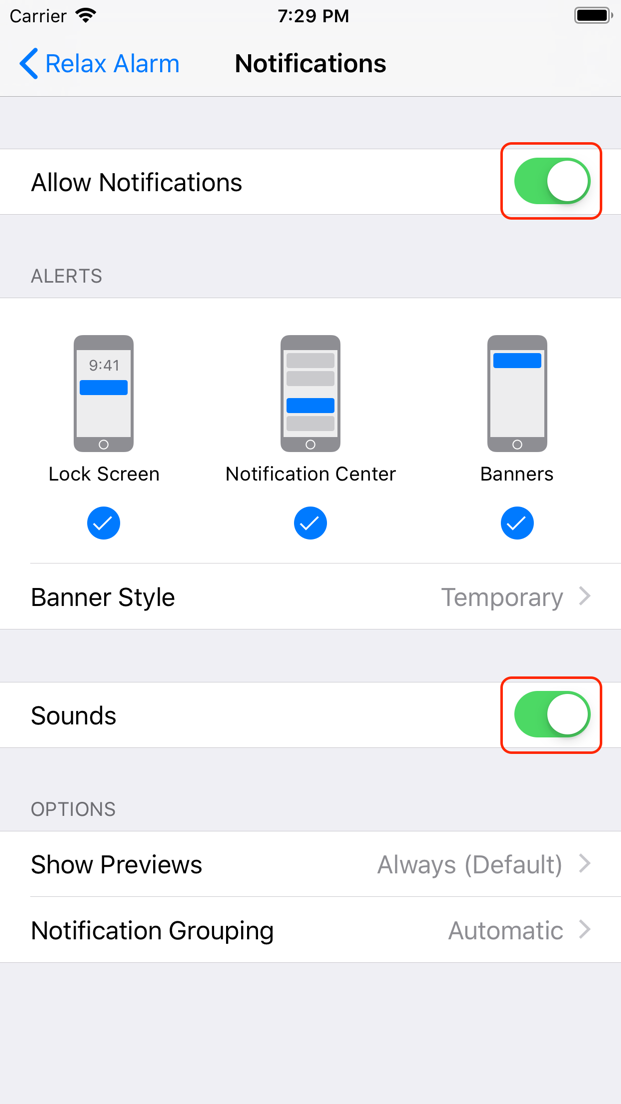 Carrier 7:29 PM
Relax Alarm Notifications
Allow Notifications
ALERTS
9:41
Lock Screen Notification Center Banners
Banner Style Temporary
Sounds
OPTIONS
Show Previews Always (Default)
Notification Grouping Automatic